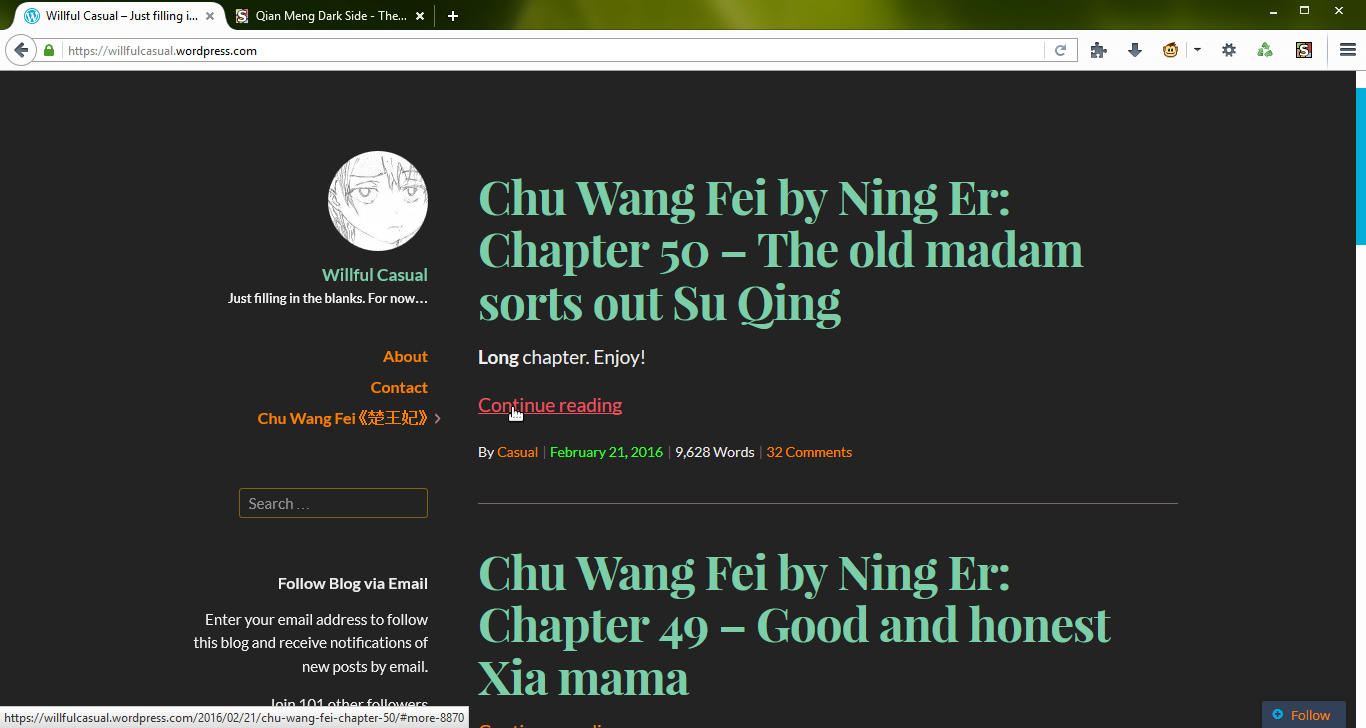 Willful Casual – Just filling i...
Qian Meng Dark Side - The...
https://willfulcasual.wordpress.com
Chu Wang Fei by Ning Er:
Chapter 50 – The old madam
sorts out Su Qing
Long chapter. Enjoy!
Continue reading
By Casual | February 21, 2016 | 9,628 Words | 32 Comments
Willful Casual
Just filling in the blanks. For now…
About
Contact
Chu Wang Fei《楚王妃》
Search …
Follow Blog via Email
Enter your email address to follow
this blog and receive notifications of
new posts by email.
Join 101 other followers
Chu Wang Fei by Ning Er:
Chapter 49 – Good and honest
Xia mama
Continue reading
https://willfulcasual.wordpress.com/2016/02/21/chu-wang-fei-chapter-50/#more-8870
Follow